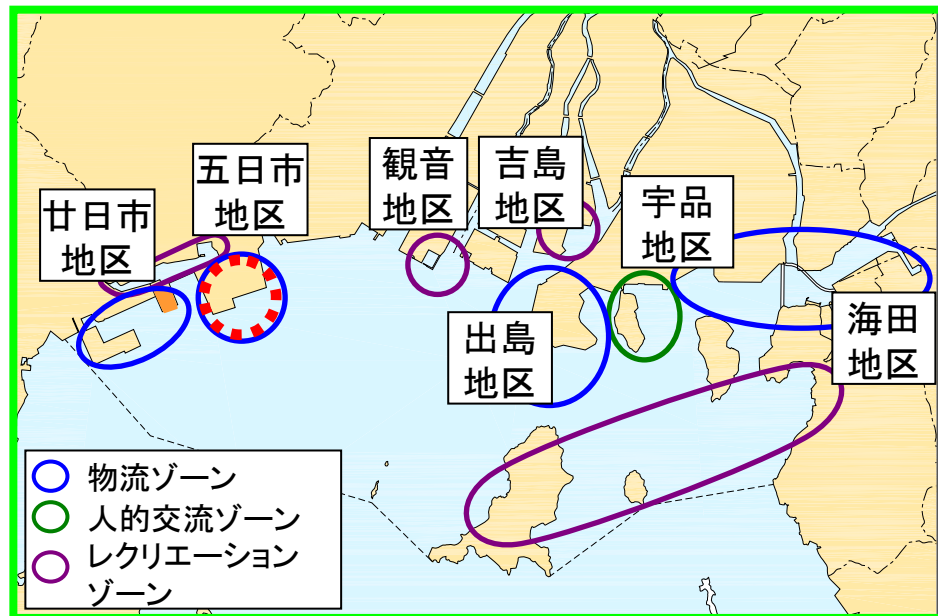 五日市
地区
観音
地区
吉島
地区
廿日市
地区
宇品
地区
出島
地区
海田
地区
物流ゾーン
人的交流ゾーン
レクリエーション
ゾーン